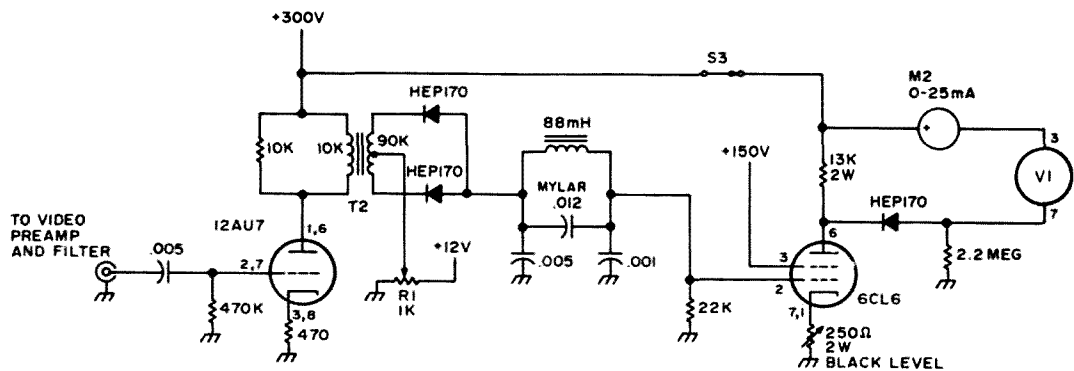 +300V
S3
M2
0-25mA
HEP170
88mH
10K
10K
90K
+150V
13K
2W
3
V1
7
HEP170
MYLAR
.012
HEP170
T2
12AU7
1,6
TO VIDEO
PREAMP
AND FILTER
.005
+12V
6
2,7
.005
.001
3
2
2.2 MEG
R1
1K
470K
3,8
470
22K
6CL6
7,1
250Ω
2W
BLACK LEVEL